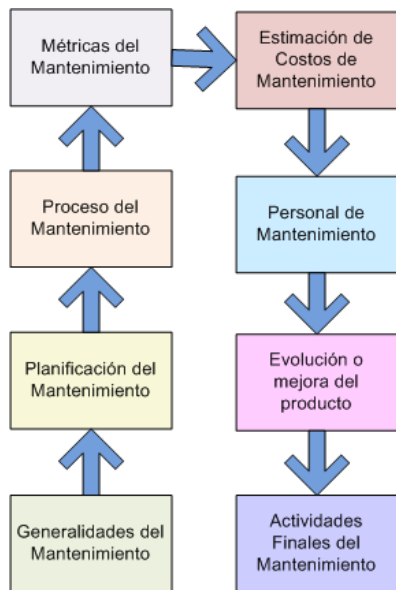 Métricas del
Mantenimiento
Estimación de
Costos de
Mantenimiento
Proceso del
Mantenimiento
Personal de
Mantenimiento
Planificación del
Mantenimiento
Evolución o
mejora del
producto
Generalidades del
Mantenimiento
Actividades
Finales del
Mantenimiento